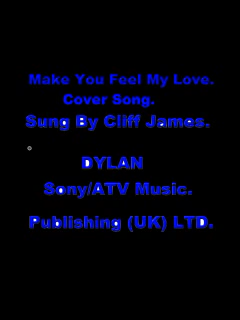 Make You Feel My Love.
Cover Song.
Sung By Cliff James.
DYLAN
Sony/ATV Music.
Publishing (UK) LTD.